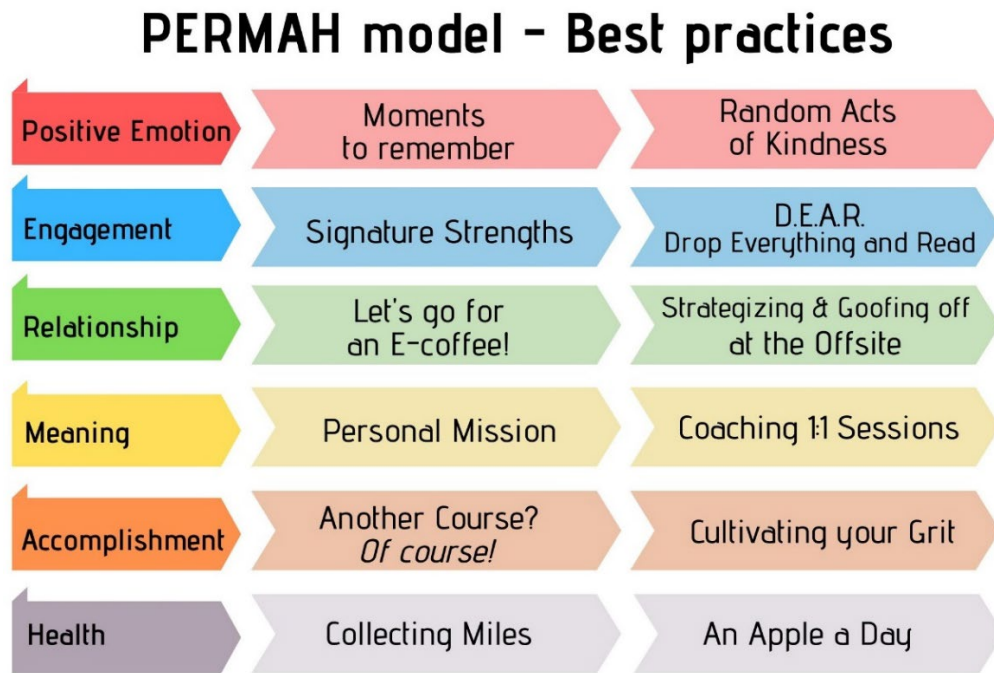 PERMAH model - Best practices
Positive Emotion
Moments
to remember
Random Acts
of Kindness
Engagement
Signature Strengths
D.E.A.R.
Drop Everything and Read
Relationship
Let's go for
an E-coffee!
Strategizing & Goofing off
at the Offsite
Meaning
Personal Mission
Coaching 1:1 Sessions
Accomplishment
Another Course?
Of course!
Cultivating your Grit
Health
Collecting Miles
An Apple a Day